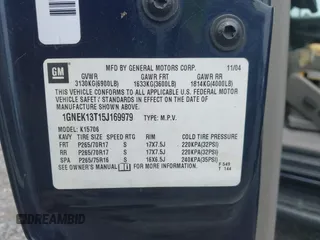 GM
MFD BY GENERAL MOTORS CORP. 11/04
GVWR GAWR FRT GAWR RR
3130KG(6900LB) 1633KG(3600LB) 1814KG(4000LB)
THIS VEHICLE CONFORMS TO ALL APPLICABLE U.S. FEDERAL
MOTOR VEHICLE SAFETY STANDARDS IN EFFECT ON THE DATE
OF MANUFACTURE SHOWN ABOVE.
1GNEK13T15J169979 TYPE: M.P.V.
MODEL: K15706
KAVY TIRE SIZE SPEED RTG RIM COLD TIRE PRESSURE
FRT P265/70R17 S 17X7.5J 220KPA(32PSI)
RR P265/70R17 S 17X7.5J 220KPA(32PSI)
SPA P265/75R16 S 16X6.5J 240KPA(35PSI)
SEE OWNER'S MANUAL FOR MORE INFORMATION.
F 549
T 144
DREAMBID